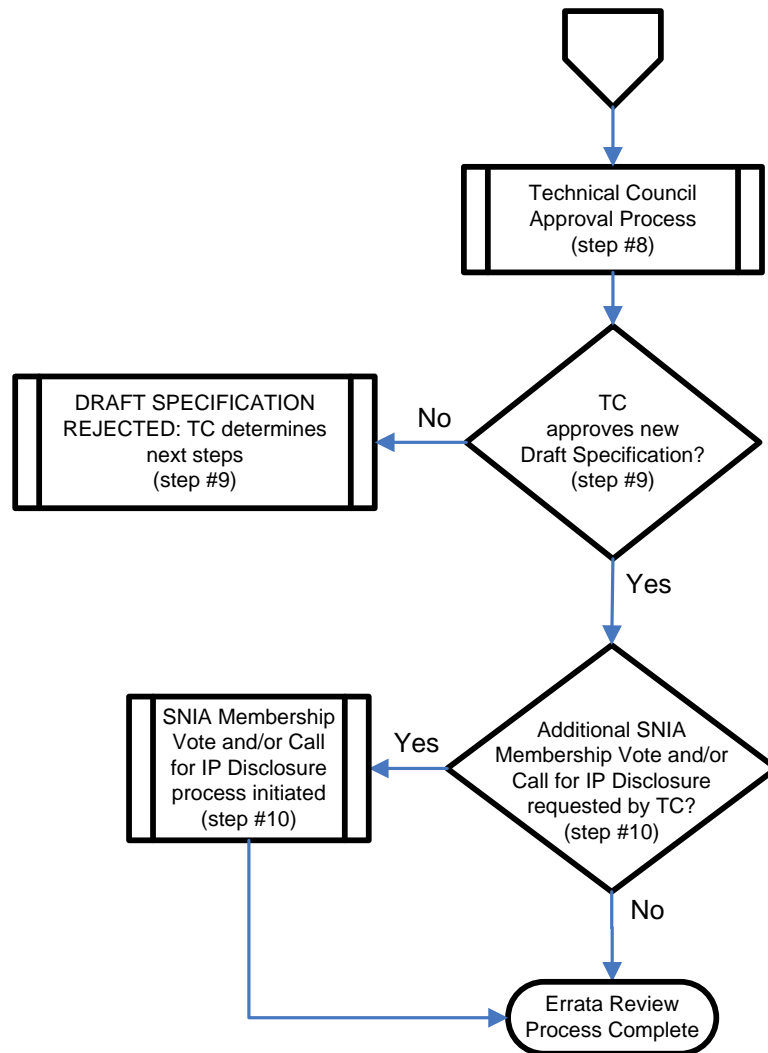 Technical Council
Approval Process
(step #8)
TC
approves new
Draft Specification?
(step #9)
No
DRAFT SPECIFICATION
REJECTED: TC determines
next steps
(step #9)
Yes
Additional SNIA
Membership Vote and/or
Call for IP Disclosure
requested by TC?
(step #10)
Yes
SNIA Membership
Vote and/or Call
for IP Disclosure
process initiated
(step #10)
No
Errata Review
Process Complete